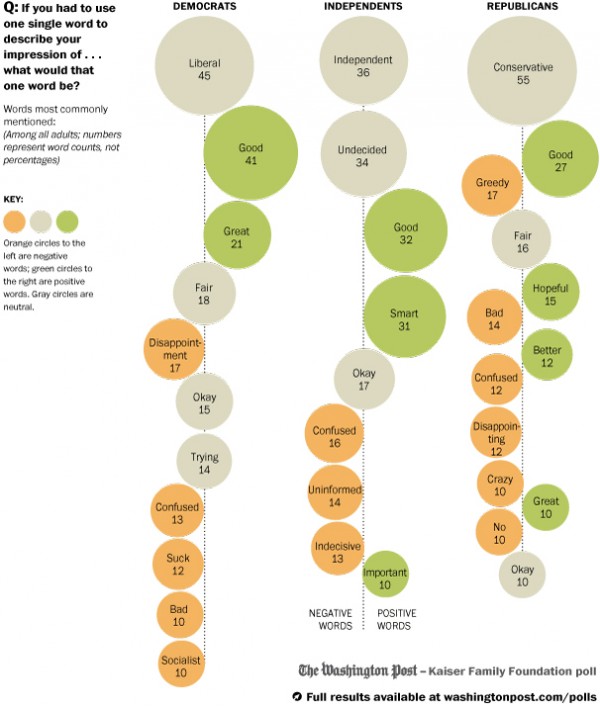 Q: If you had to use
one single word to
describe your
impression of . . .
what would that
one word be?
Words most commonly
mentioned:
(Among all adults; numbers
represent word counts, not
percentages)
KEY:
Orange circles to the
left are negative
words; green circles to
the right are positive
words. Gray circles are
neutral.
DEMOCRATS
Liberal
45
Good
41
Great
21
Fair
18
Disappoint-
ment
17
Okay
15
Trying
14
Confused
13
Suck
12
Bad
10
Socialist
10
INDEPENDENTS
Independent
36
Undecided
34
Good
32
Smart
31
Okay
17
Confused
16
Uninformed
14
Indecisive
13
Important
10
NEGATIVE
WORDS
POSITIVE
WORDS
REPUBLICANS
Conservative
55
Good
27
Greedy
17
Fair
16
Hopeful
15
Bad
14
Better
12
Confused
12
Disappoin-
ting
12
Crazy
10
Great
10
No
10
Okay
10
The Washington Post – Kaiser Family Foundation poll
Full results available at washingtonpost.com/polls